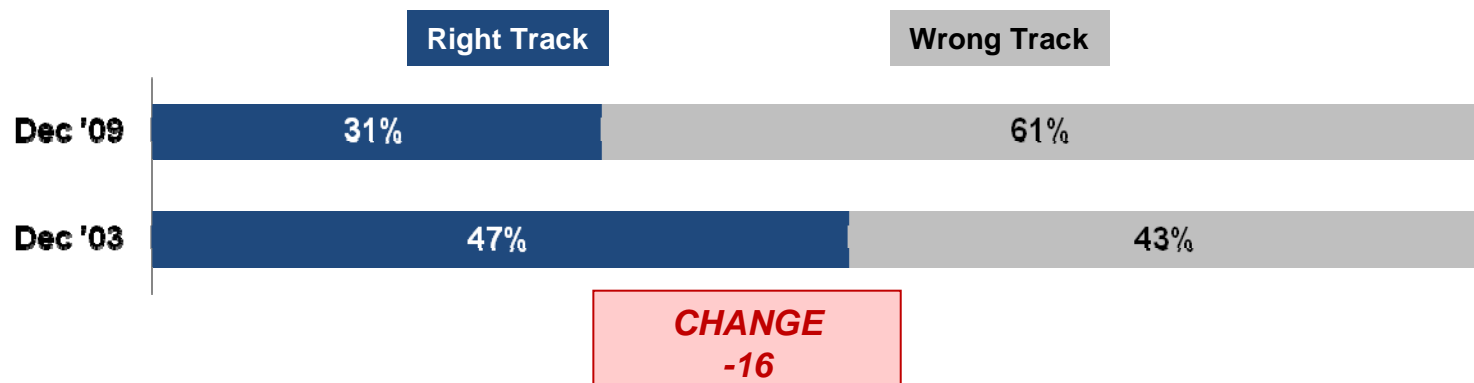 Right Track Wrong Track
Dec '09 31% 61%
Dec '03 47% 43%
CHANGE
-16